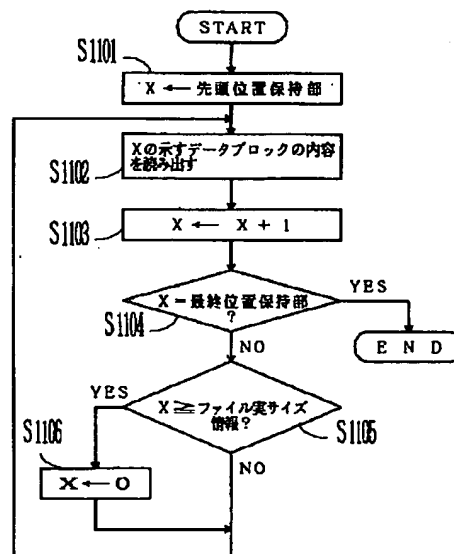 START
S1101
X ← 先頭位置保持部
S1102
Xの示すデータブロックの内容
を読み出す
S1103
X ← X + 1
X=最終位置保持部
?
YES
S1104
END
NO
YES
X≧ファイル実サイズ
情報?
S1105
S1106
NO
X ← 0